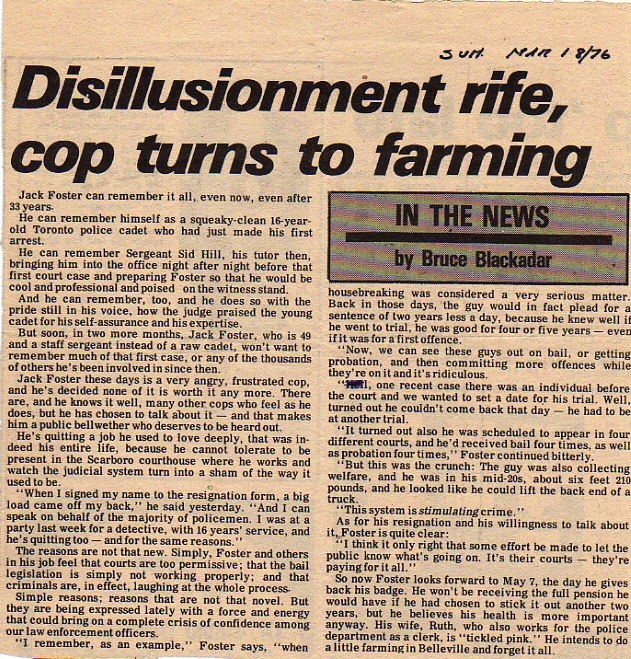 SUN. MAR 18/76
Disillusionment rife,
cop turns to farming
Jack Foster can remember it all, even now, even after
33 years.
He can remember himself as a squeaky-clean 16-year-
old Toronto police cadet who had just made his first
arrest.
He can remember Sergeant Sid Hill, his tutor then,
bringing him into the office night after night before that
first court case and preparing Foster so that he would be
cool and professional and poised on the witness stand.
And he can remember, too, and he does so with the
pride still in his voice, how the judge praised the young
cadet for his self-assurance and his expertise.
But soon, in two more months, Jack Foster, who is 49
and a staff sergeant instead of a raw cadet, won't want to
remember much of that first case, or any of the thousands
of others he's been involved in since then.
Jack Foster these days is a very angry, frustrated cop,
and he's decided none of it is worth it any more. There
are, and he knows it well, many other cops who feel as he
does, but he has chosen to talk about it — and that makes
him a public bellwether who deserves to be heard out.
He's quitting a job he used to love deeply, that was in-
deed his entire life, because he cannot tolerate to be
present in the Scarboro courthouse where he works and
watch the judicial system turn into a sham of the way it
used to be.
"When I signed my name to the resignation form, a big
load came off my back," he said yesterday. "And I can
speak on behalf of the majority of policemen. I was at a
party last week for a detective, with 16 years' service, and
he's quitting too — and for the same reasons."
The reasons are not that new. Simply, Foster and others
in his job feel that courts are too permissive; that the bail
legislation is simply not working properly; and that
criminals are, in effect, laughing at the whole process.
Simple reasons; reasons that are not that novel. But
they are being expressed lately with a force and energy
that could bring on a complete crisis of confidence among
our law enforcement officers.
"I remember, as an example," Foster says, "when
IN THE NEWS
by Bruce Blackadar
housebreaking was considered a very serious matter.
Back in those days, the guy would in fact plead for a
sentence of two years less a day, because he knew well if
he went to trial, he was good for four or five years — even
if it was for a first offence.
"Now, we can see these guys out on bail, or getting
probation, and then committing more offences while
they're on it and it's ridiculous.
"Hell, one recent case there was an individual before
the court and we wanted to set a date for his trial. Well,
turned out he couldn't come back that day — he had to be
at another trial.
"It turned out also he was scheduled to appear in four
different courts, and he'd received bail four times, as well
as probation four times," Foster continued bitterly.
"But this was the crunch: The guy was also collecting
welfare, and he was in his mid-20s, about six feet 210
pounds, and he looked like he could lift the back end of a
truck.
"This system is stimulating crime."
As for his resignation and his willingness to talk about
it, Foster is quite clear:
"I think it only right that some effort be made to let the
public know what's going on. It's their courts — they're
paying for it all."
So now Foster looks forward to May 7, the day he gives
back his badge. He won't be receiving the full pension he
would have if he had chosen to stick it out another two
years, but he believes his health is more important
anyway. His wife, Ruth, who also works for the police
department as a clerk, is "tickled pink." He intends to do
a little farming in Belleville and forget it all.